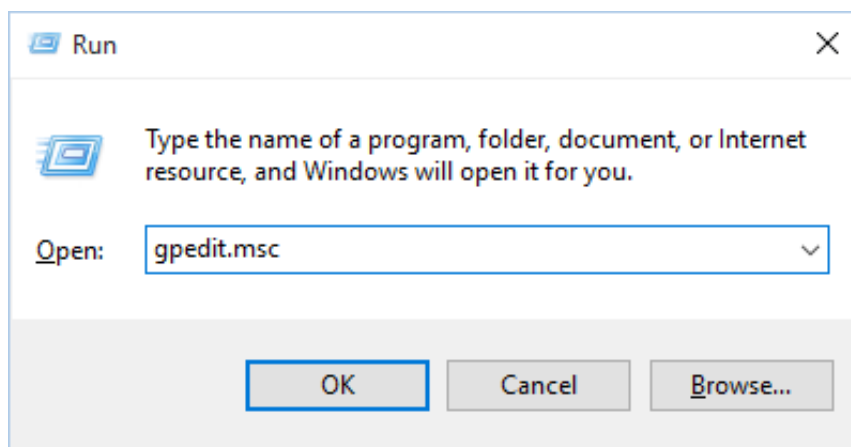 Run
Type the name of a program, folder, document, or Internet
resource, and Windows will open it for you.
Open: gpedit.msc
OK Cancel Browse...